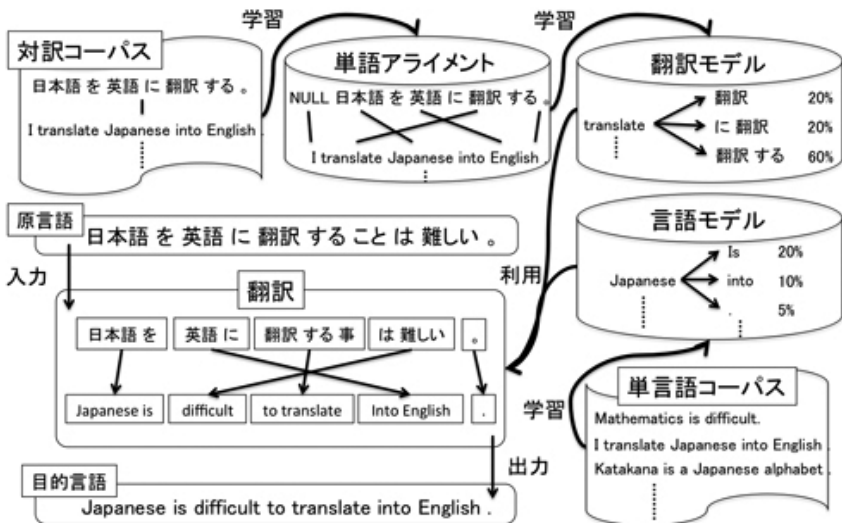 学習
学習
対訳コーパス
日本語 を 英語 に 翻訳 する 。
I translate Japanese into English .
単語アライメント
NULL 日本語 を 英語 に 翻訳 する 。
I translate Japanese into English
翻訳モデル
translate
翻訳 20%
に 翻訳 20%
翻訳 する 60%
原言語
日本語 を 英語 に 翻訳 する こと は 難しい 。
入力
利用
言語モデル
Japanese
Is 20%
into 10%
. 5%
翻訳
日本語 を 英語 に 翻訳 する 事 は 難しい 。
Japanese is difficult to translate Into English .
学習
単言語コーパス
Mathematics is difficult.
I translate Japanese into English .
Katakana is a Japanese alphabet .
出力
目的言語
Japanese is difficult to translate into English .